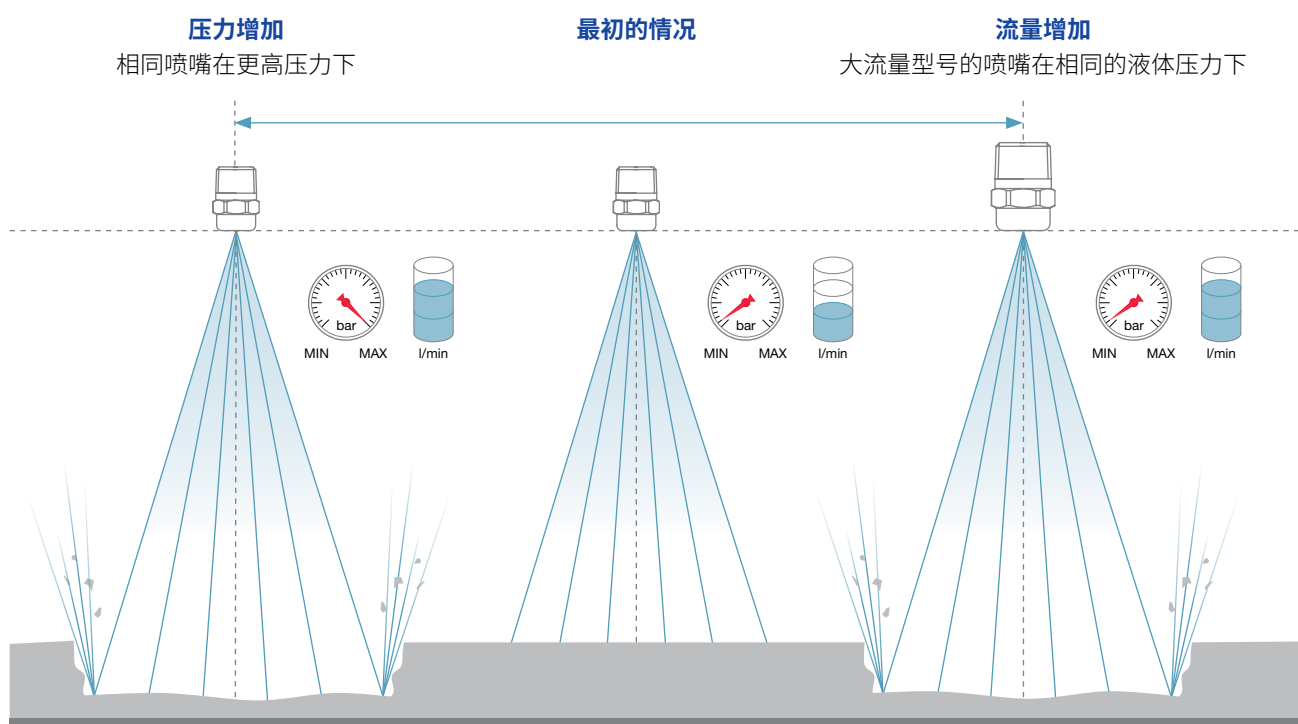 压力增加
相同喷嘴在更高压力下
最初的情况
流量增加
大流量型号的喷嘴在相同的液体压力下
bar
MIN MAX l/min
bar
MIN MAX l/min
bar
MIN MAX l/min